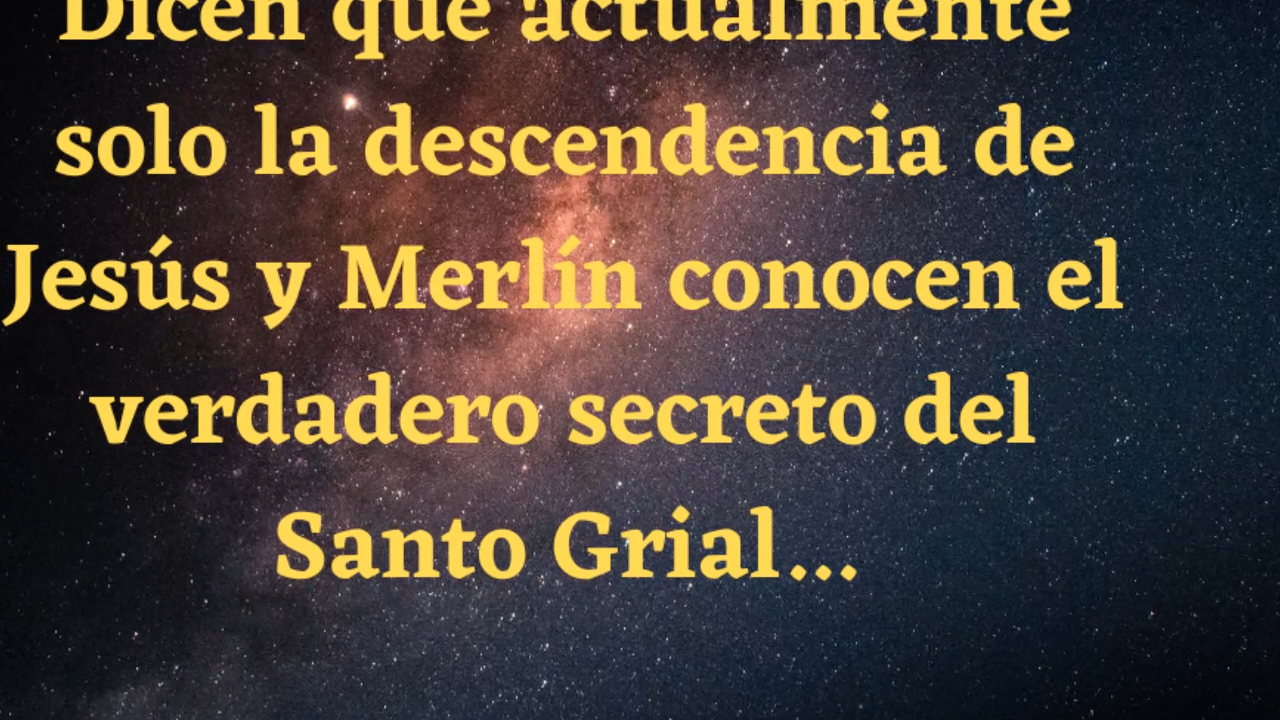 Dicen que actualmente
solo la descendencia de
Jesús y Merlín conocen el
verdadero secreto del
Santo Grial...